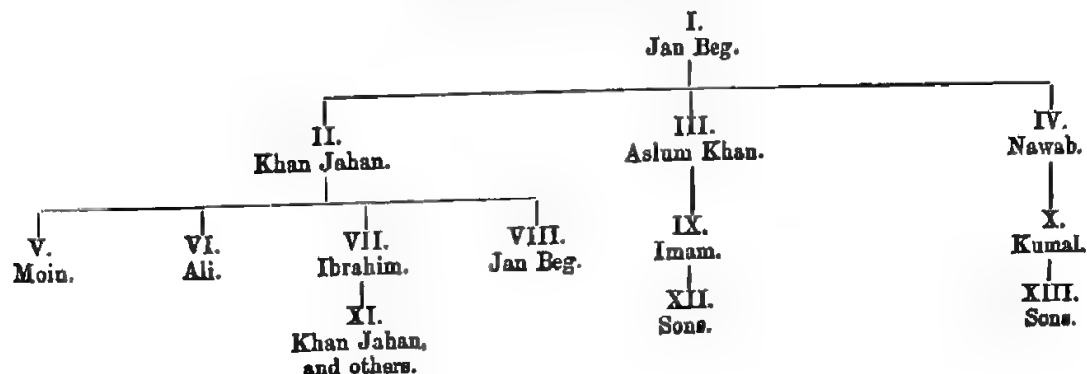 I.
Jan Beg.
II.
Khan Jahan.
III.
Aslum Khan.
IV.
Nawab.
V.
Moin.
VI.
Ali.
VII.
Ibrahim.
VIII.
Jan Beg.
IX.
Imam.
X.
Kumal.
XI.
Khan Jahan,
and others.
XII.
Sons.
XIII.
Sons.